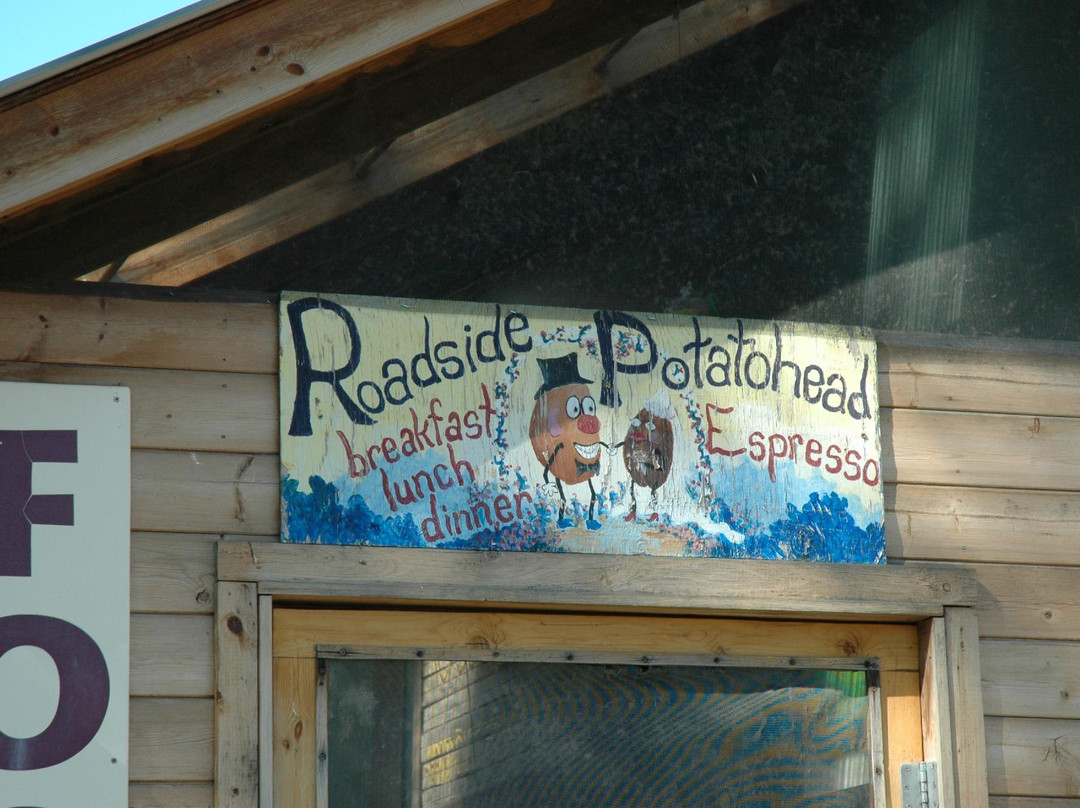 Roadside Potatohead
breakfast
lunch
dinner
Espresso
F
O